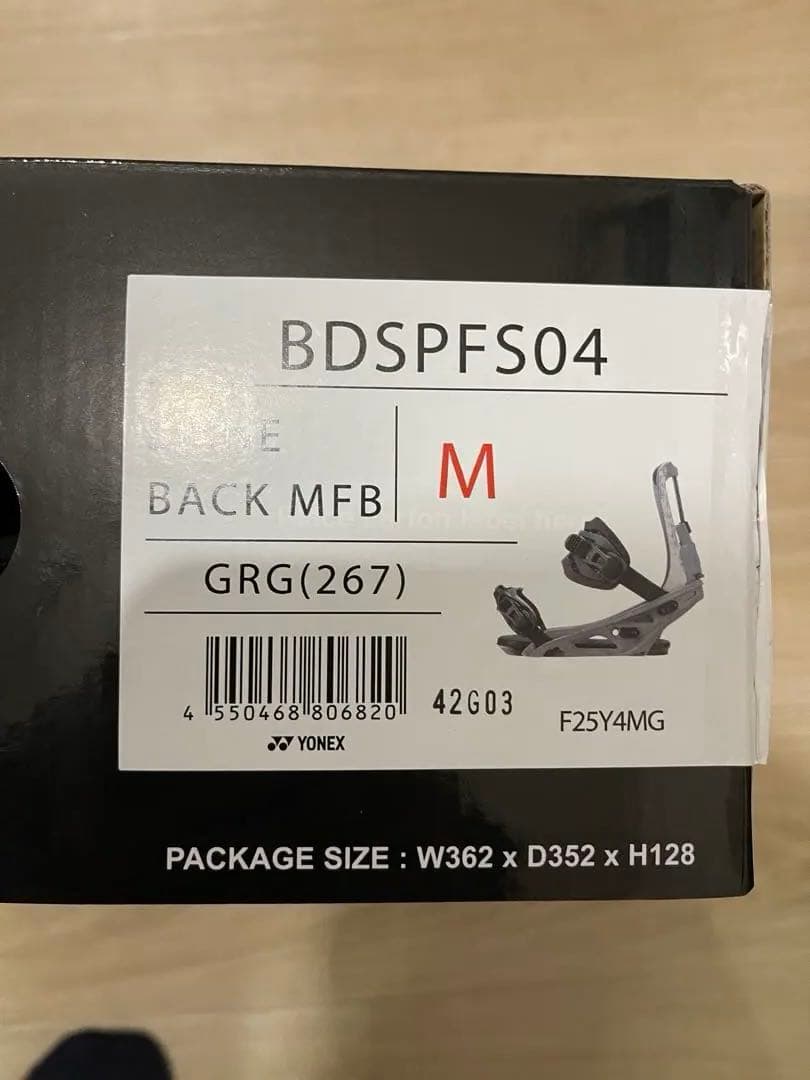 BDSPFS04
BACK MFB
M
GRG(267)
4 550468 806820
42G03
F25Y4MG
YONEX
PACKAGE SIZE : W362 x D352 x H128